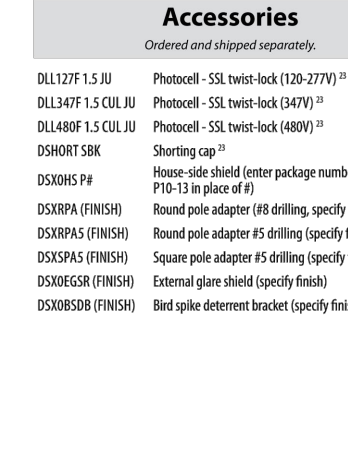 Accessories
Ordered and shipped separately.
DLL127F 1.5 JU Photocell - SSL twist-lock (120-277V) 23
DLL347F 1.5 CUL JU Photocell - SSL twist-lock (347V) 23
DLL480F 1.5 CUL JU Photocell - SSL twist-lock (480V) 23
DSHORT SBK Shorting cap 23
DSX0HS P# House-side shield (enter package numb
P10-13 in place of #)
DSXRPA (FINISH) Round pole adapter (#8 drilling, specify
DSXRPA5 (FINISH) Round pole adapter #5 drilling (specify f
DSXSPA5 (FINISH) Square pole adapter #5 drilling (specify
DSX0EGSR (FINISH) External glare shield (specify finish)
DSX0BSDB (FINISH) Bird spike deterrent bracket (specify fini